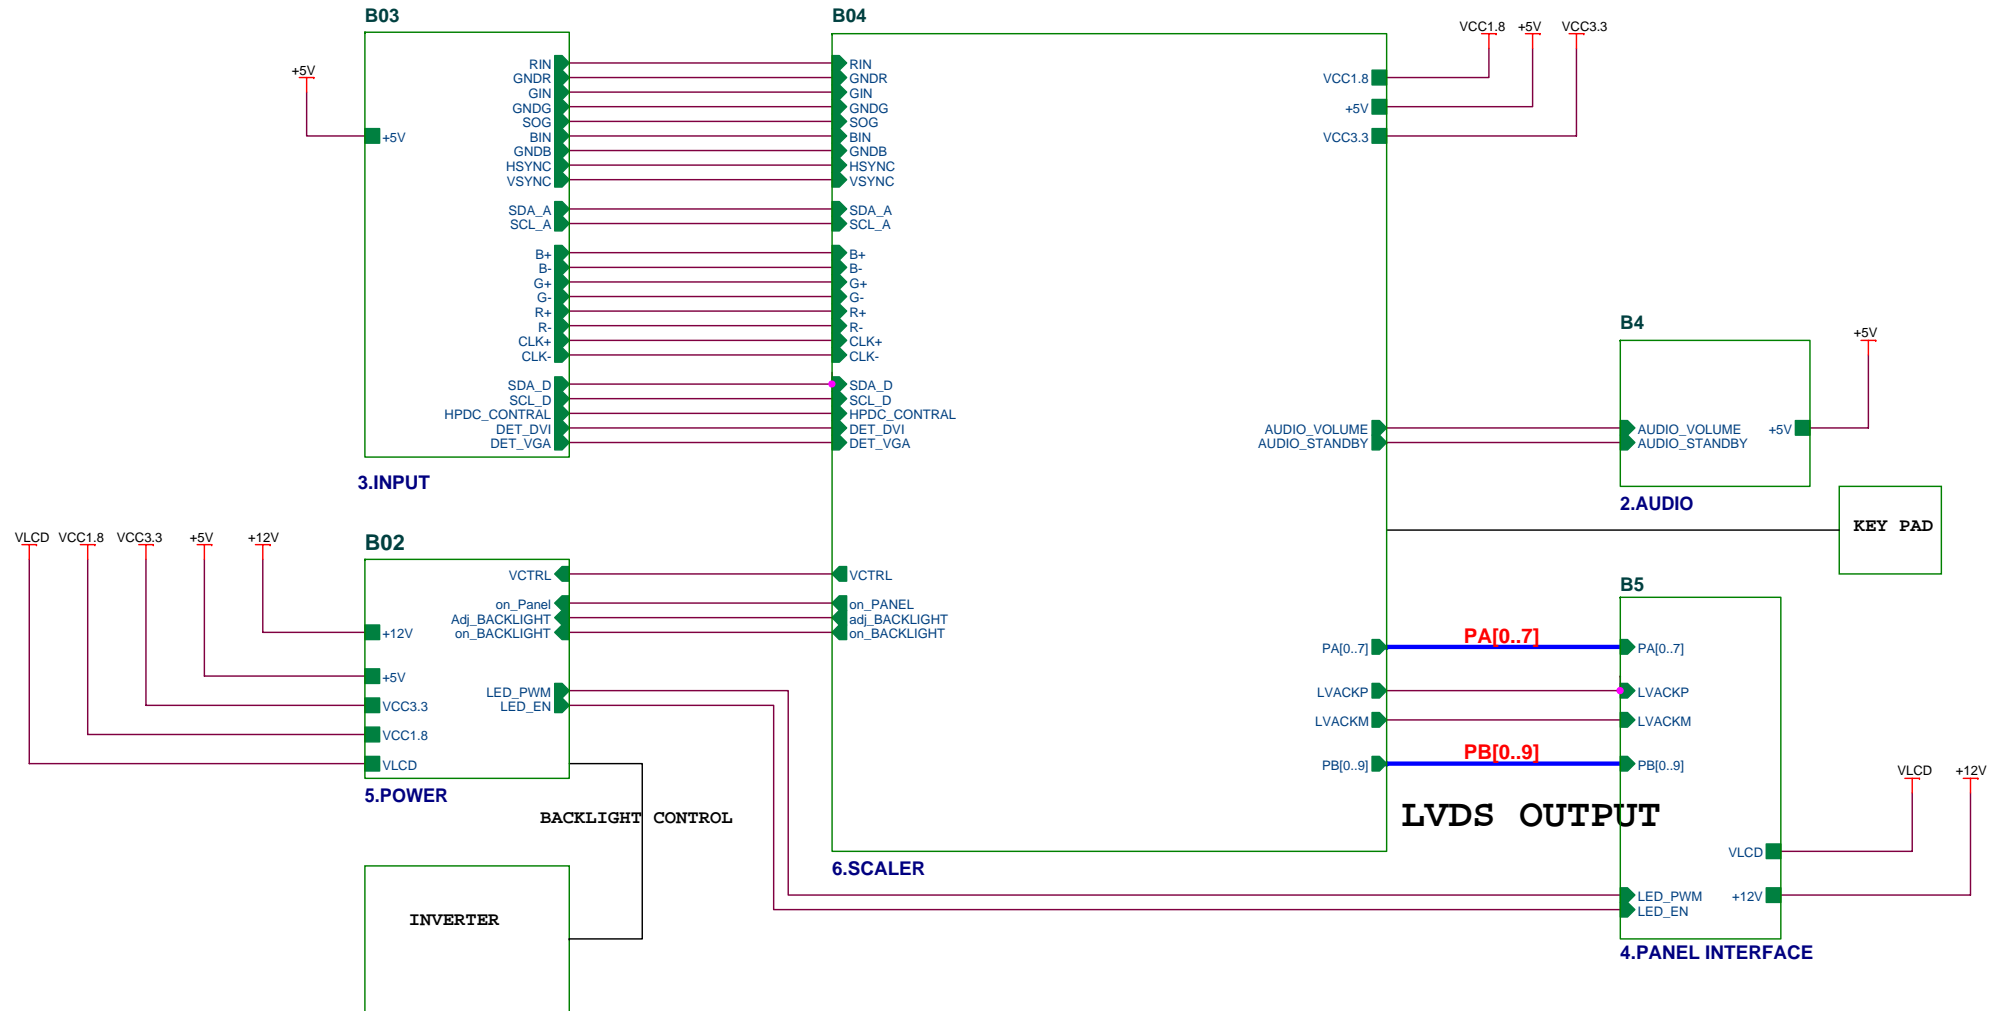 B03
+5V
+5V
RIN
GNDR
GIN
GNDG
SOG
BIN
GNDB
HSYNC
VSYNC
SDA_A
SCL_A
B+
B-
G+
G-
R+
R-
CLK+
CLK-
SDA_D
SCL_D
HPDC_CONTRAL
DET_DVI
DET_VGA
3.INPUT
B04
RIN
GNDR
GIN
GNDG
SOG
BIN
GNDB
HSYNC
VSYNC
SDA_A
SCL_A
B+
B-
G+
G-
R+
R-
CLK+
CLK-
SDA_D
SCL_D
HPDC_CONTRAL
DET_DVI
DET_VGA
VCTRL
on_PANEL
adj_BACKLIGHT
on_BACKLIGHT
VCC1.8 +5V VCC3.3
VCC1.8
+5V
VCC3.3
AUDIO_VOLUME
AUDIO_STANDBY
PA[0..7]
LVACKP
LVACKM
PB[0..9]
6.SCALER
B4
+5V
AUDIO_VOLUME
AUDIO_STANDBY
+5V
2.AUDIO
KEY PAD
VLCD VCC1.8 VCC3.3 +5V +12V
B02
VCTRL
on_Panel
Adj_BACKLIGHT
on_BACKLIGHT
+12V
+5V
VCC3.3
VCC1.8
VLCD
LED_PWM
LED_EN
5.POWER
BACKLIGHT CONTROL
INVERTER
PA[0..7]
PB[0..9]
LVDS OUTPUT
B5
PA[0..7]
LVACKP
LVACKM
PB[0..9]
VLCD +12V
VLCD
+12V
LED_PWM
LED_EN
4.PANEL INTERFACE